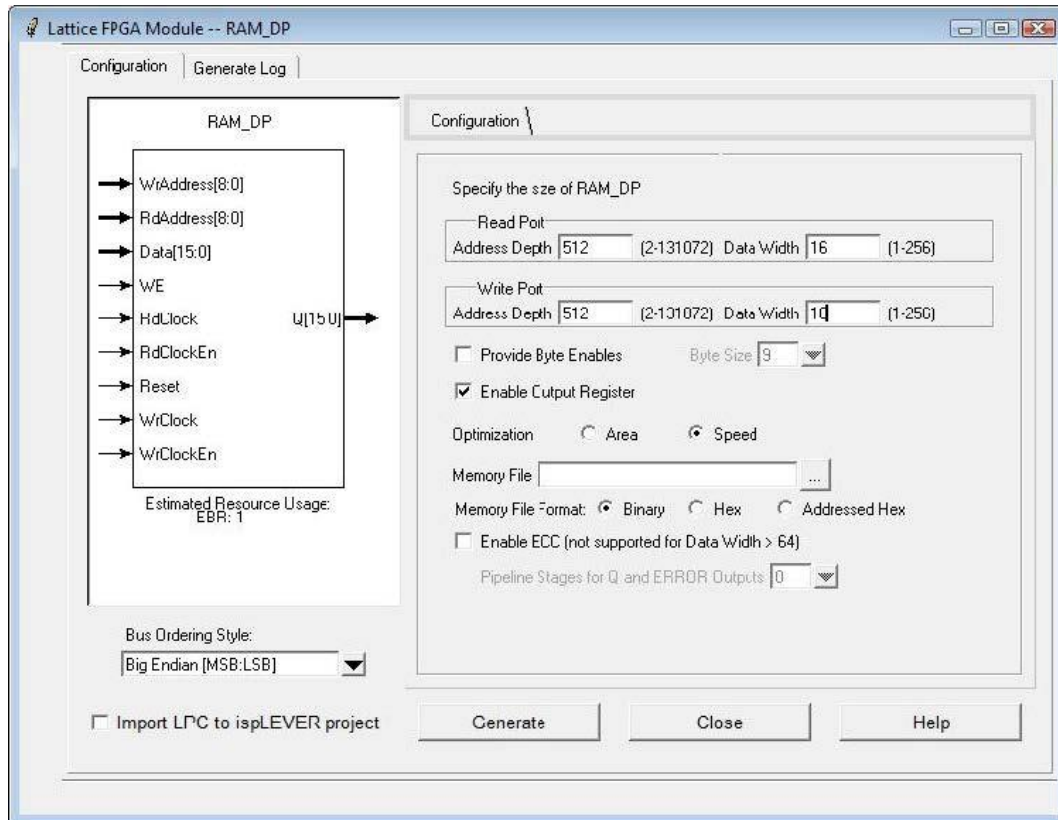 Lattice FPGA Module -- RAM_DP
Configuration Generate Log
RAM_DP
WrAddress[8:0]
RdAddress[8:0]
Data[15:0]
WE
RdClock Q[15:0]
RdClockEn
Reset
WrClock
WrClockEn
Estimated Resource Usage:
EBR: 1
Bus Ordering Style:
Big Endian [MSB:LSB]
Import LPC to ispLEVER project
Configuration
Specify the size of RAM_DP
Read Port
Address Depth 512 (2-131072) Data Width 16 (1-256)
Write Port
Address Depth 512 (2-131072) Data Width 16 (1-256)
Provide Byte Enables Byte Size 9
Enable Output Register
Optimization Area Speed
Memory File ...
Memory File Format: Binary Hex Addressed Hex
Enable ECC (not supported for Data Width > 64)
Pipeline Stages for Q and ERROR Outputs 0
Generate Close Help